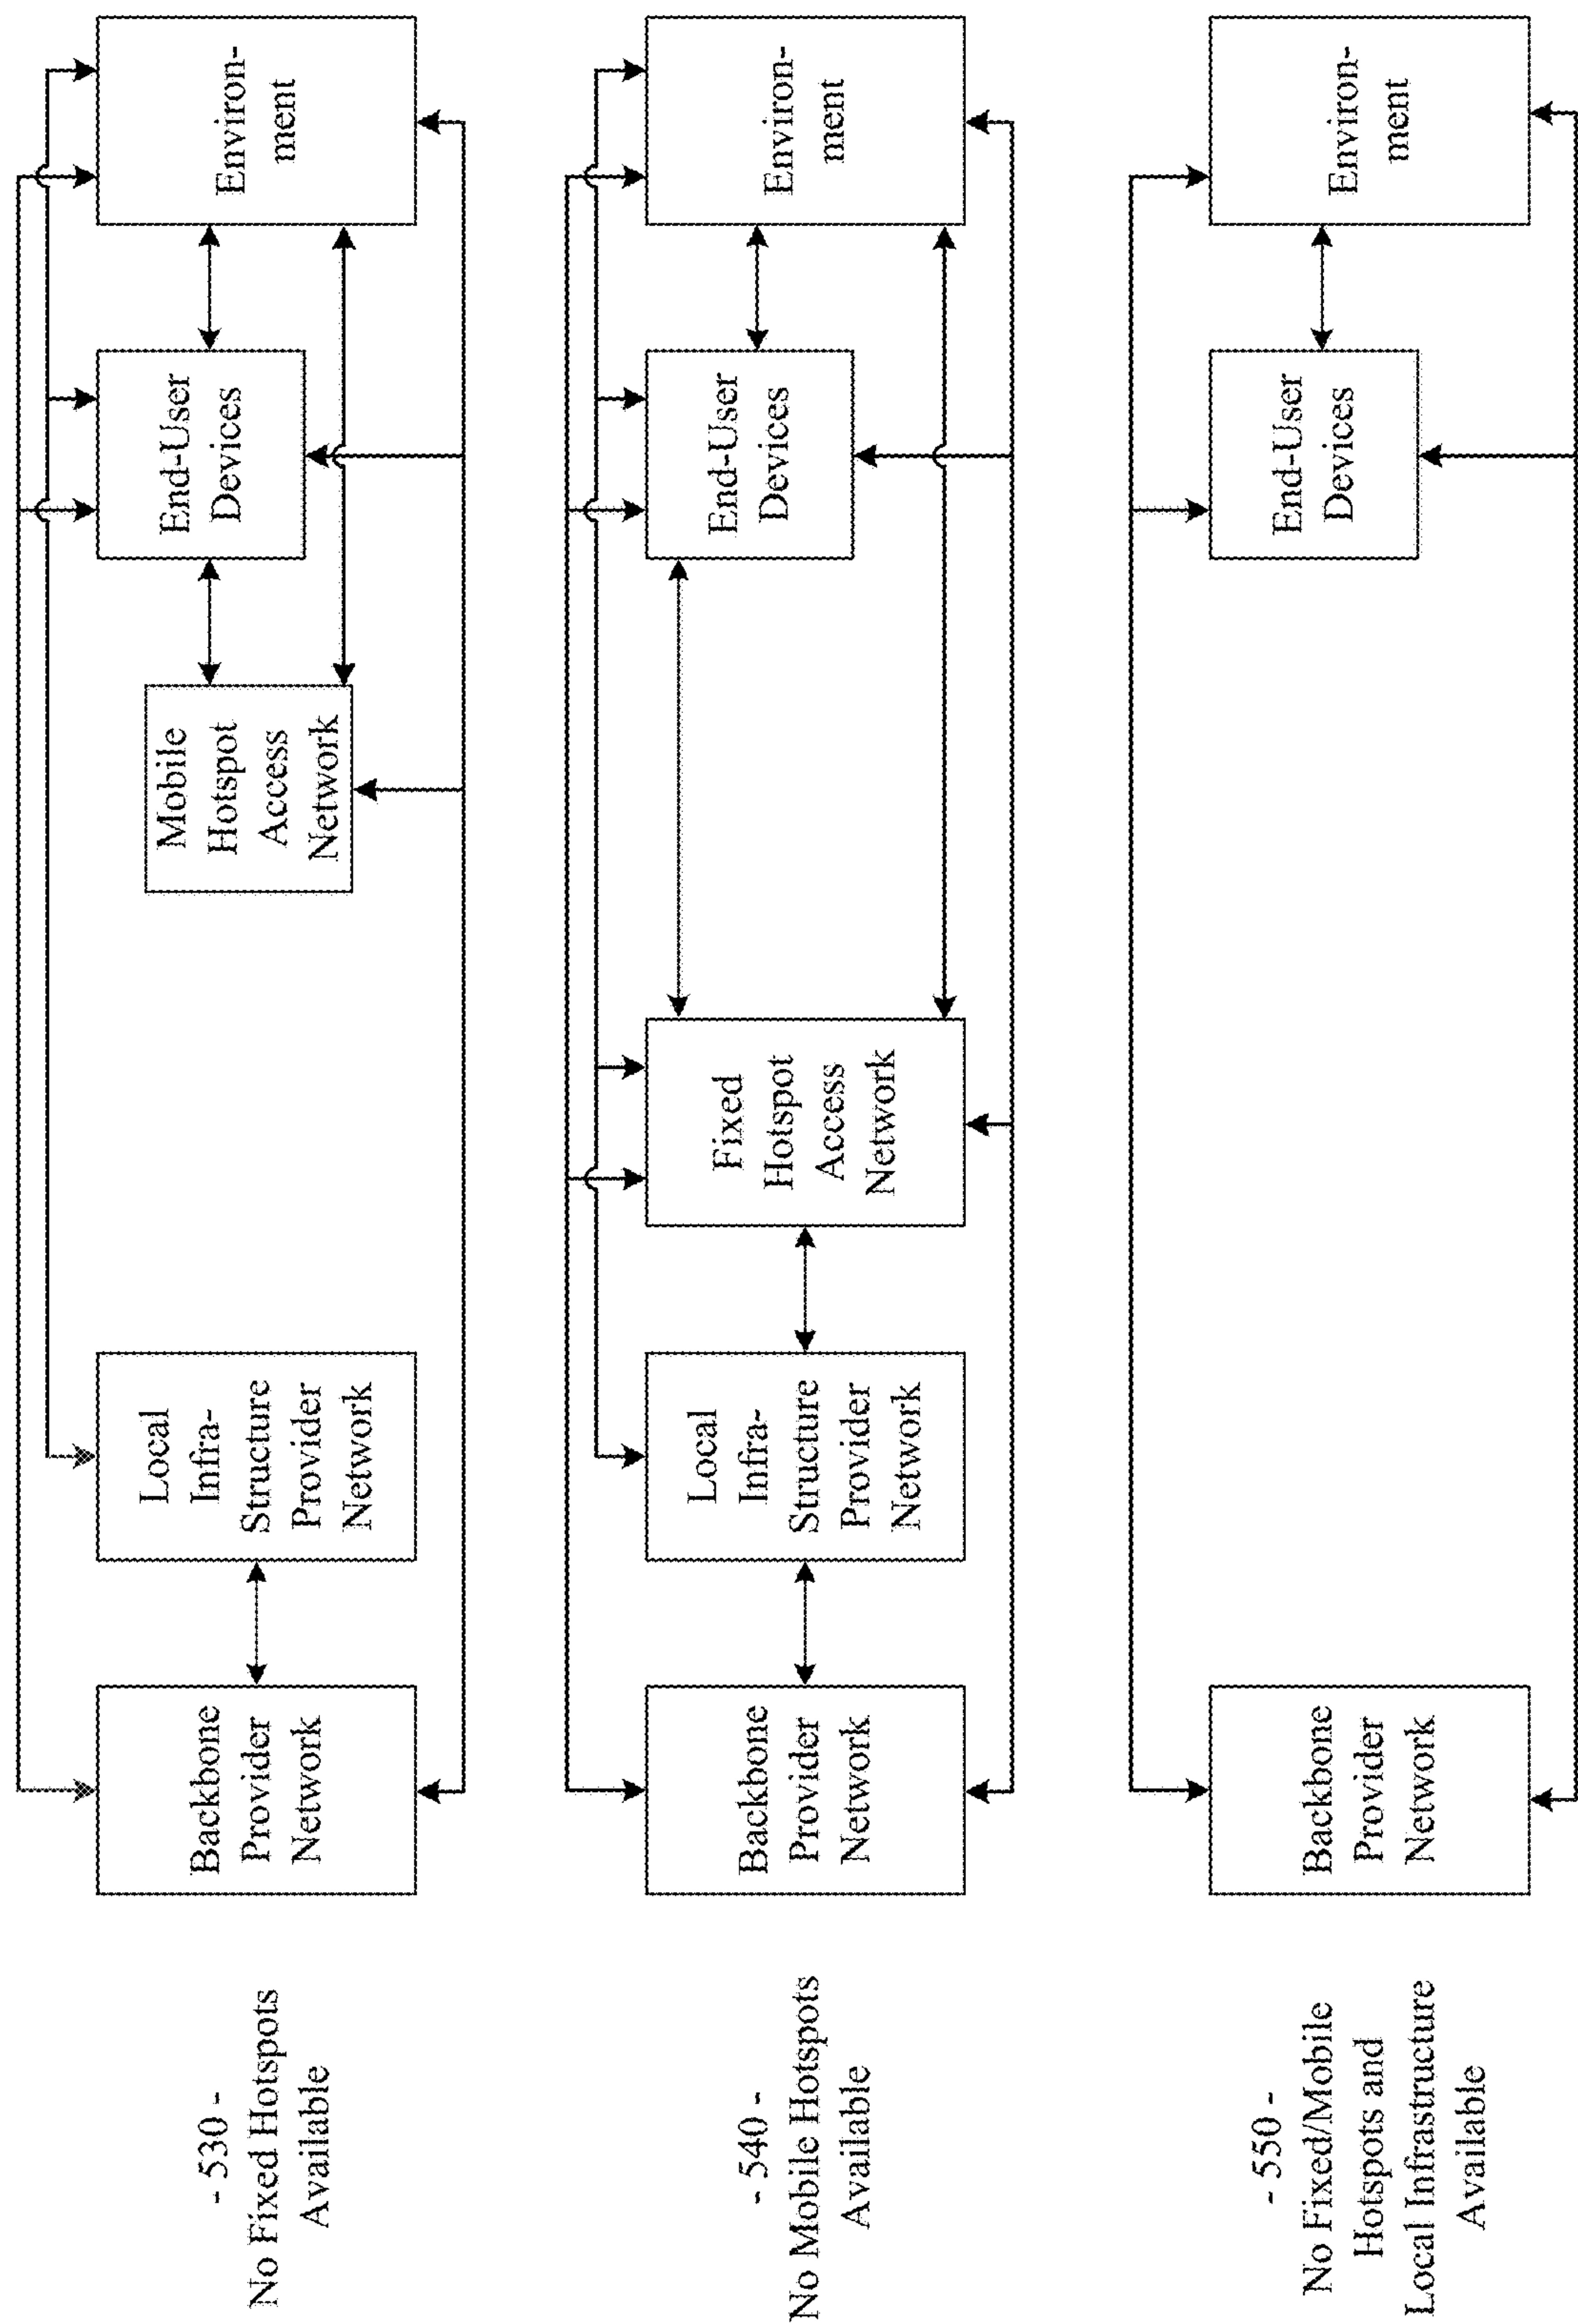 - 530 -
No Fixed Hotspots
Available
Backbone
Provider
Network
Local
Infra-
Structure
Provider
Network
Mobile
Hotspot
Access
Network
End-User
Devices
Environ-
ment
- 540 -
No Mobile Hotspots
Available
Backbone
Provider
Network
Local
Infra-
Structure
Provider
Network
Fixed
Hotspot
Access
Network
End-User
Devices
Environ-
ment
- 550 -
No Fixed/Mobile
Hotspots and
Local Infrastructure
Available
Backbone
Provider
Network
End-User
Devices
Environ-
ment